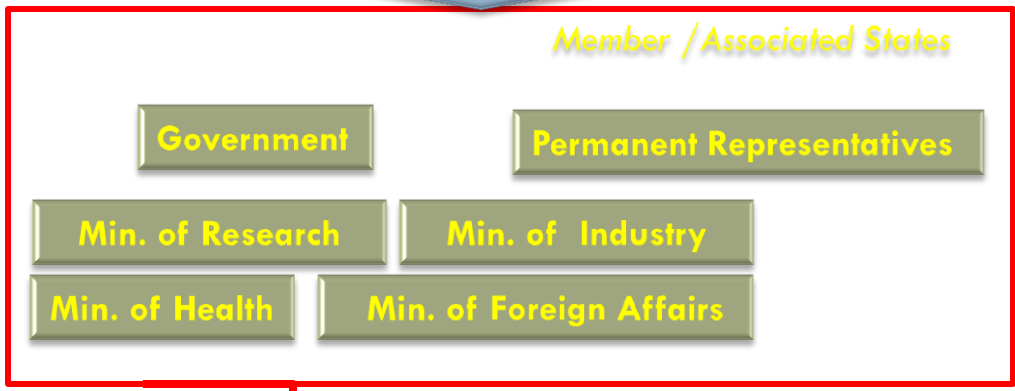 Member /Associated States
Government
Permanent Representatives
Min. of Research
Min. of  Industry
Min. of Health
Min. of Foreign Affairs